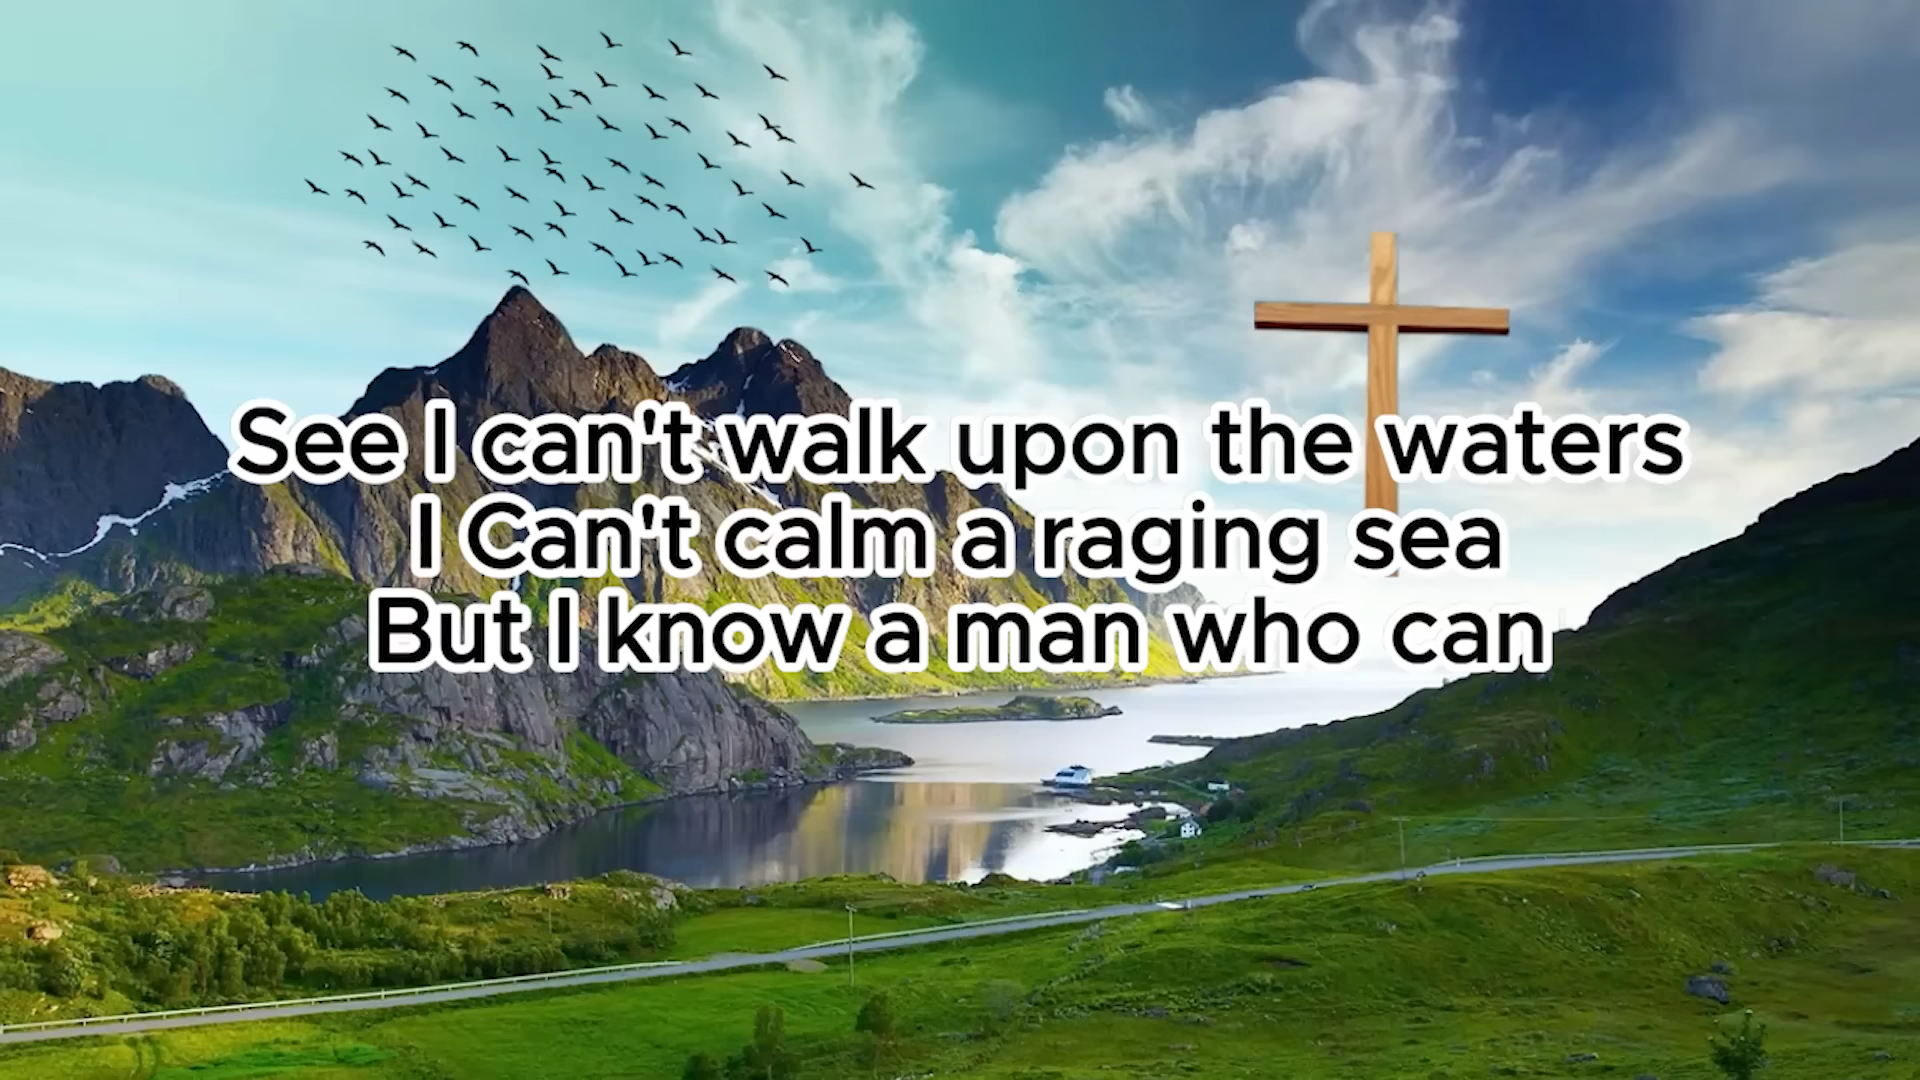 See I can't walk upon the waters
I Can't calm a raging sea
But I know a man who can